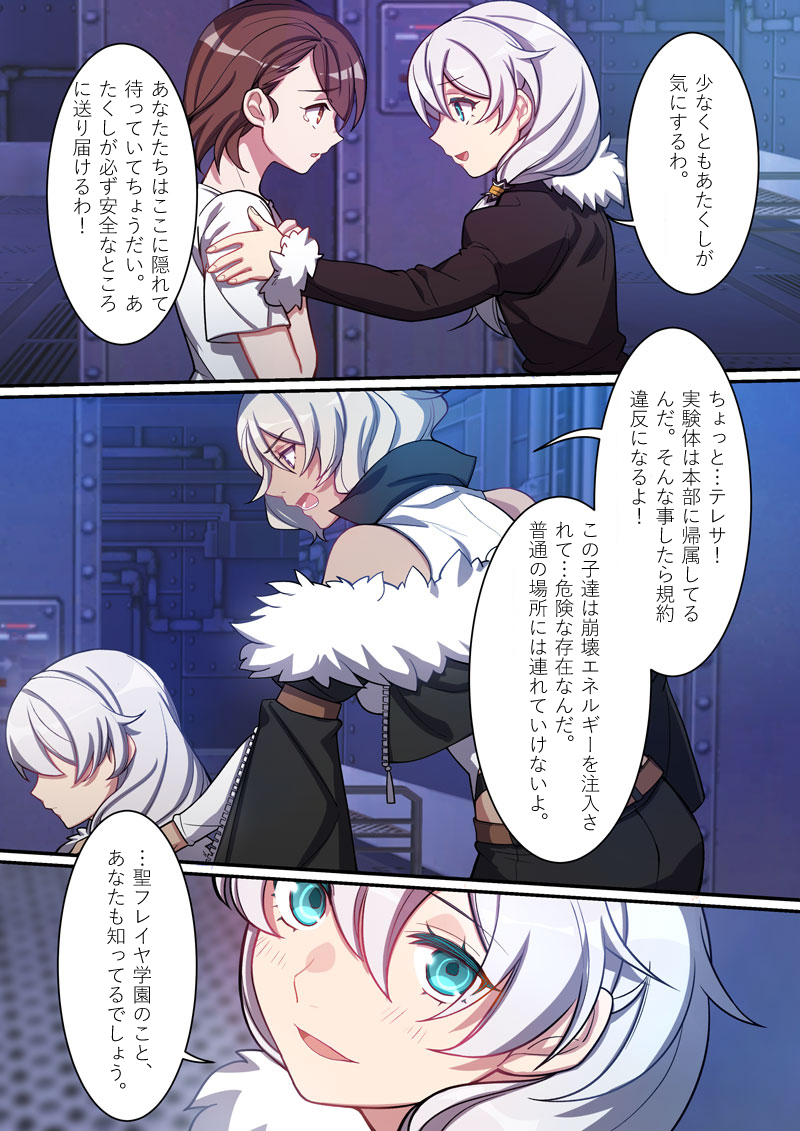 少なくともあたくしが
気にするわ。
あなたたちはここに隠れて
待っていてちょうだい。あ
たくしが必ず安全なところ
に送り届けるわ！
ちょっと…テレサ！
実験体は本部に帰属してる
んだ。そんな事したら規約
違反になるよ！
この子達は崩壊エネルギーを注入さ
れて…危険な存在なんだ。
普通の場所には連れていけないよ。
…聖フレイヤ学園のこと、
あなたも知ってるでしょう。